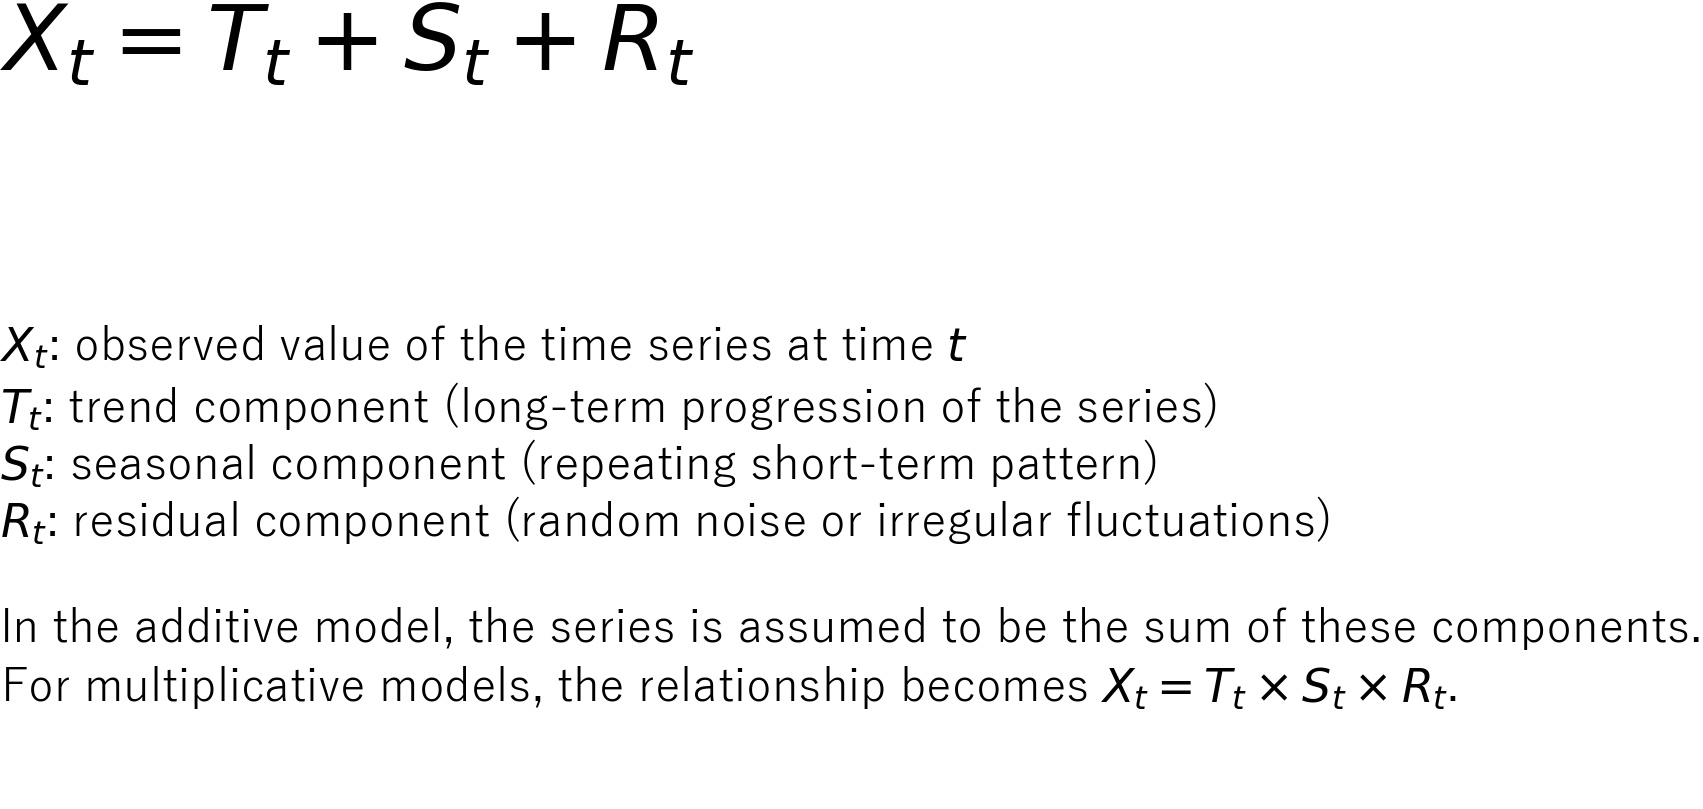 X_t = T_t + S_t + R_t
X_t: observed value of the time series at time t
T_t: trend component (long-term progression of the series)
S_t: seasonal component (repeating short-term pattern)
R_t: residual component (random noise or irregular fluctuations)
In the additive model, the series is assumed to be the sum of these components.
For multiplicative models, the relationship becomes X_t = T_t × S_t × R_t.